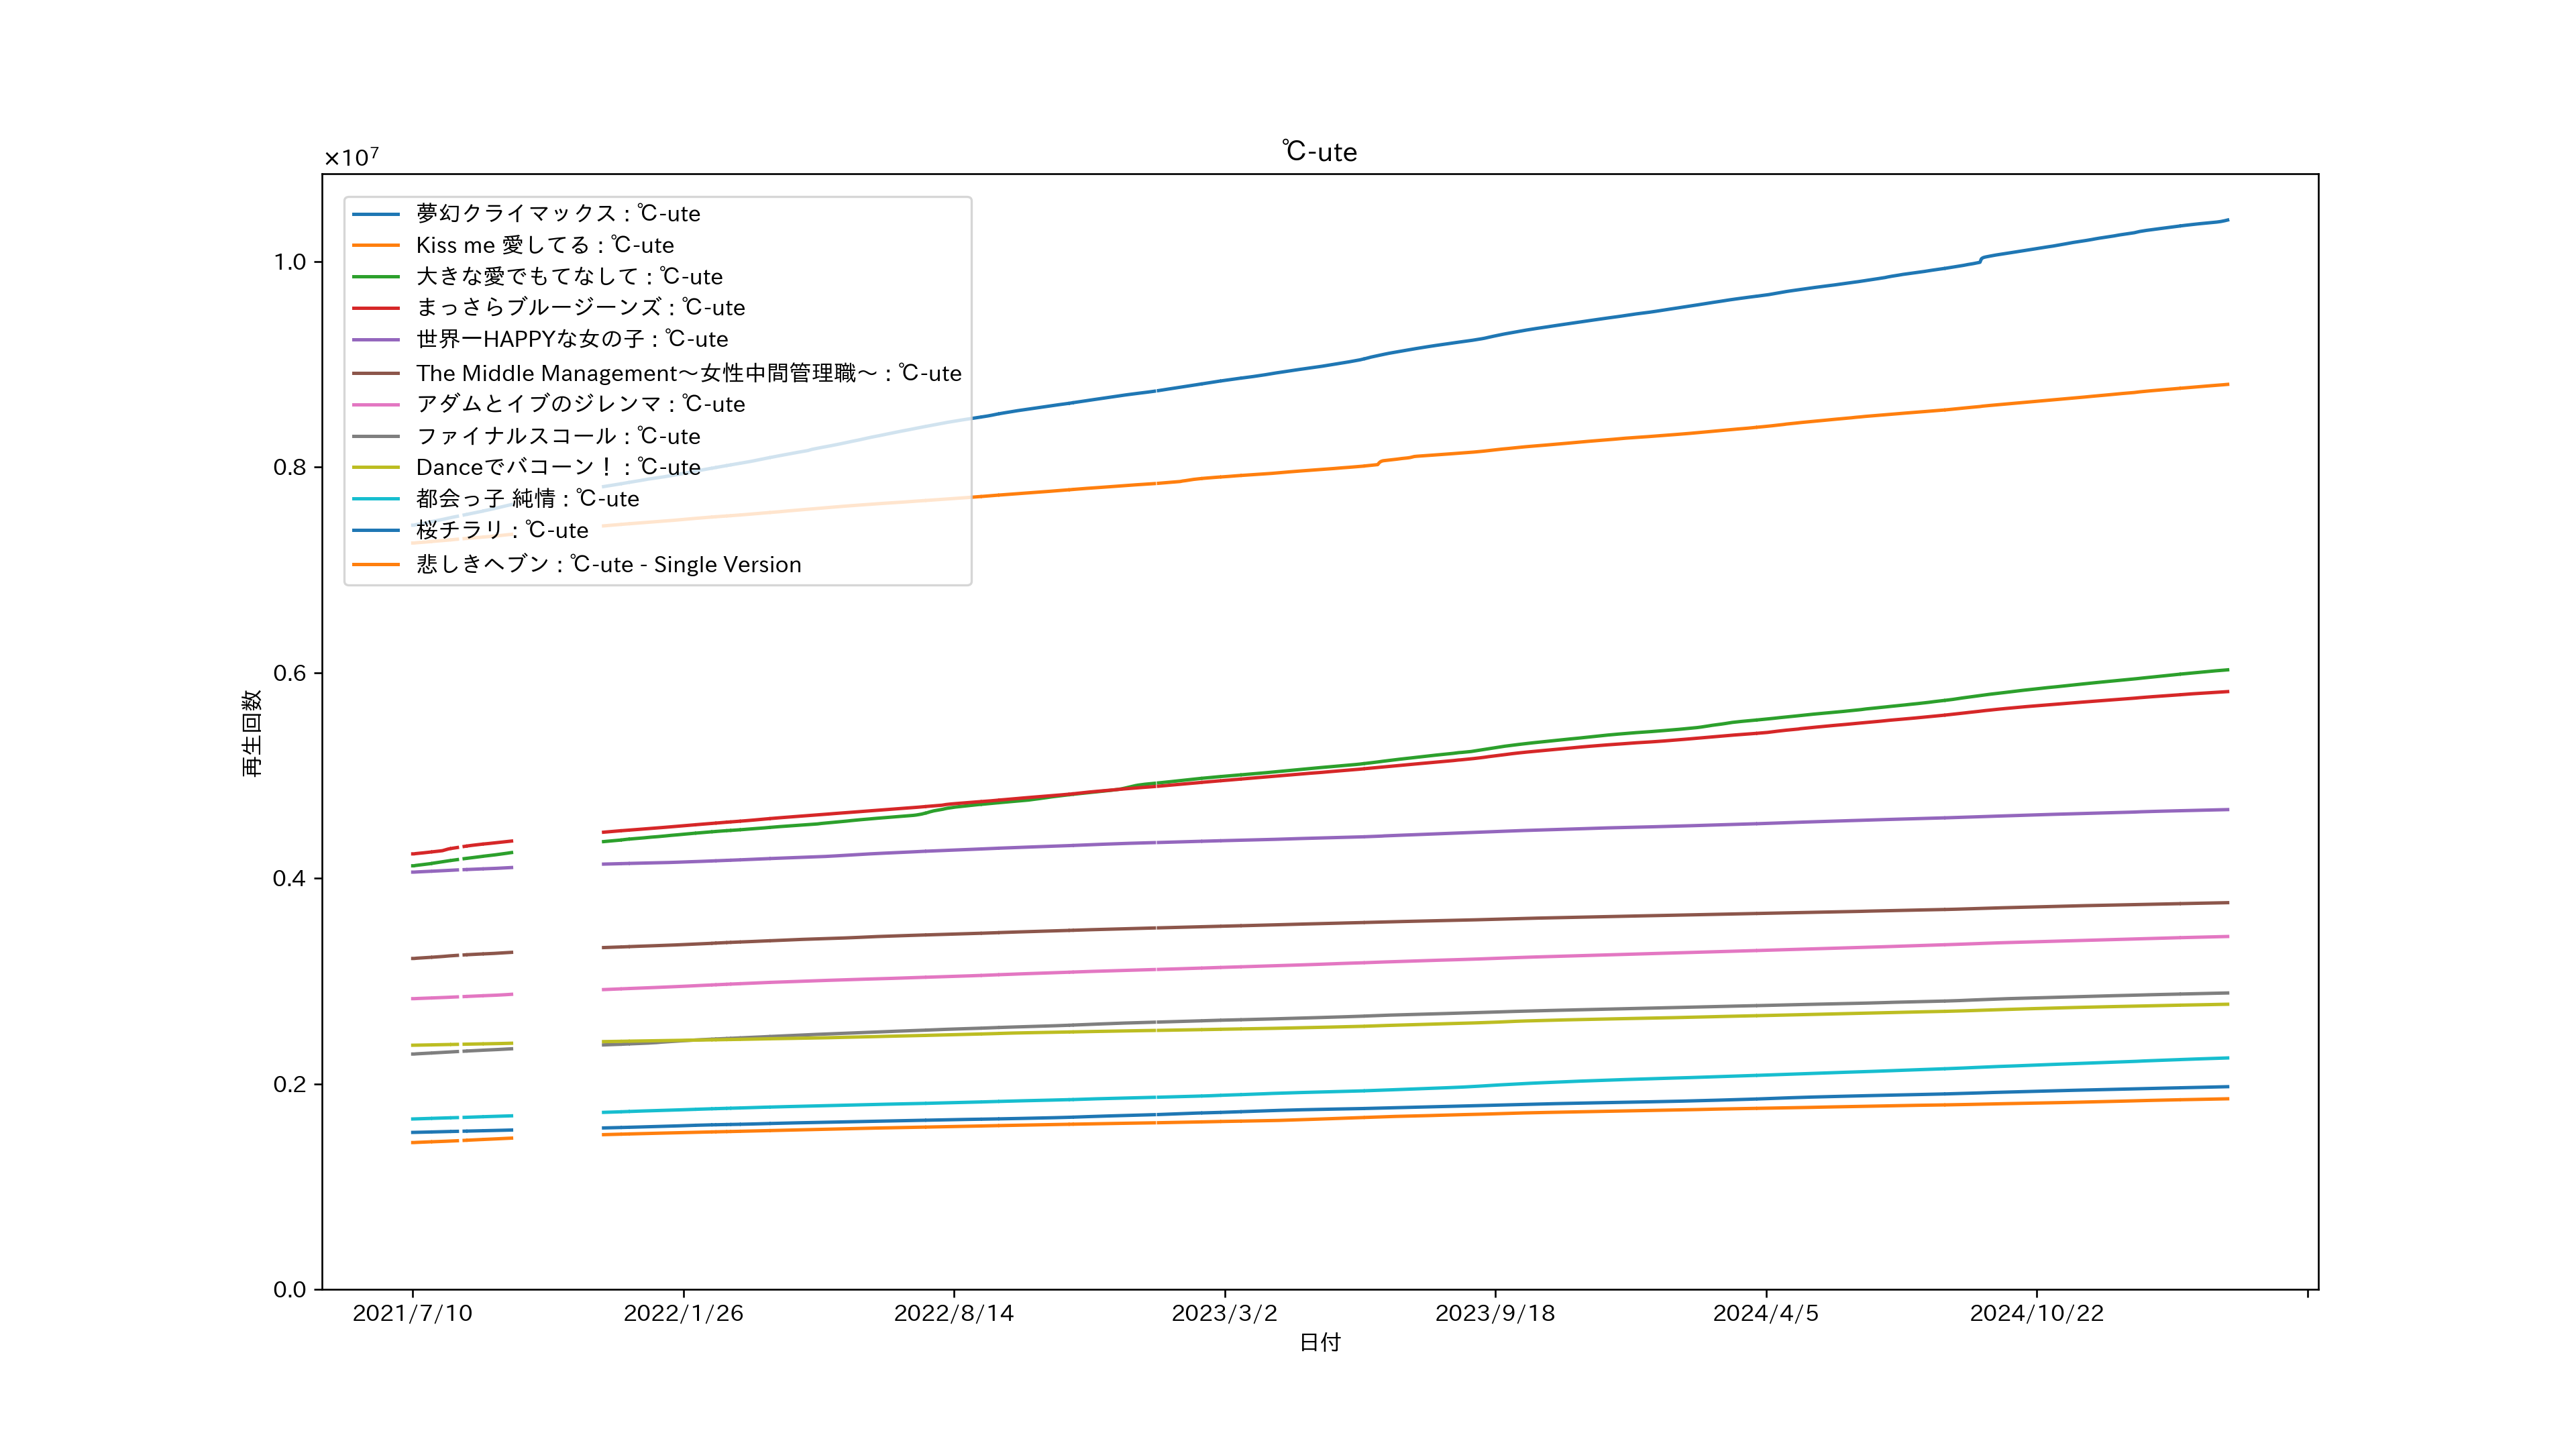 ℃-ute
×10⁷
夢幻クライマックス : ℃-ute
Kiss me 愛してる : ℃-ute
大きな愛でもてなして : ℃-ute
まっさらブルージーンズ : ℃-ute
世界一HAPPYな女の子 : ℃-ute
The Middle Management〜女性中間管理職〜 : ℃-ute
アダムとイブのジレンマ : ℃-ute
ファイナルスコール : ℃-ute
Danceでバコーン！ : ℃-ute
都会っ子 純情 : ℃-ute
桜チラリ : ℃-ute
悲しきヘブン : ℃-ute - Single Version
1.0
0.8
0.6
0.4
0.2
0.0
再生回数
2021/7/10 2022/1/26 2022/8/14 2023/3/2 2023/9/18 2024/4/5 2024/10/22
日付